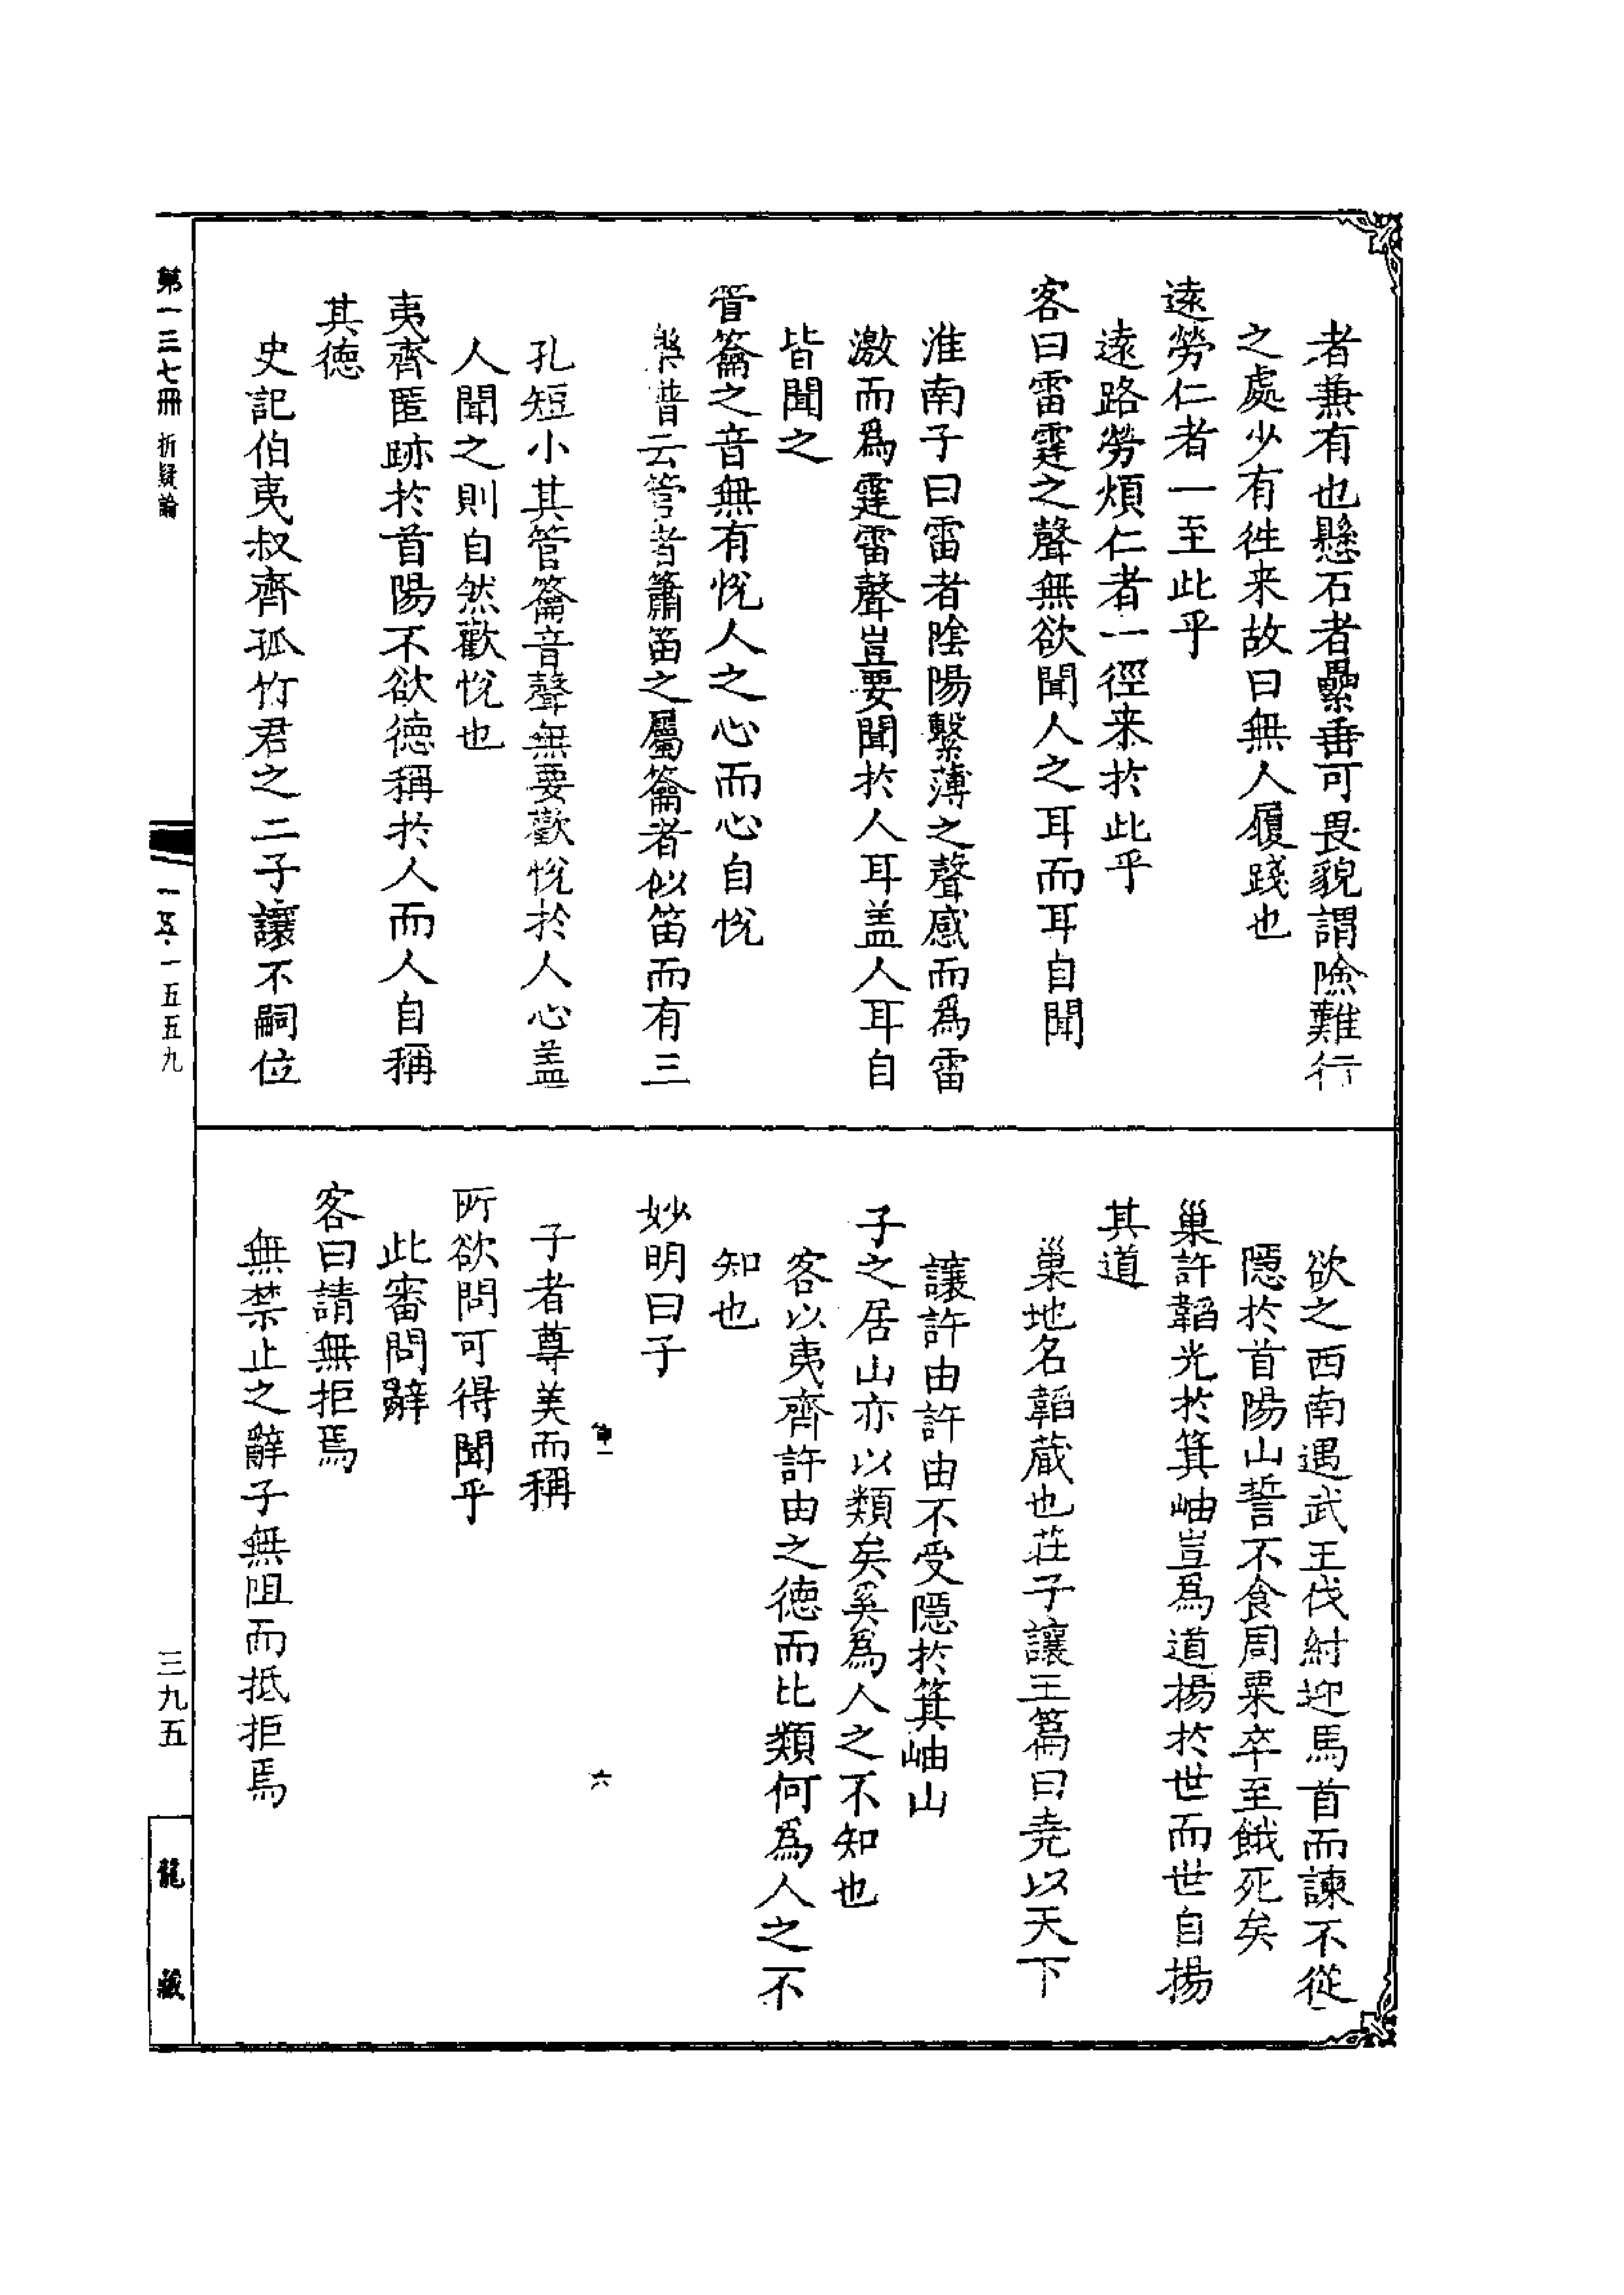 者兼有也懸石者纍垂可畏貌謂險難行
之處少有徃来故曰無人履踐也
遠勞仁者一至此乎
遠路勞煩仁者一徑来於此乎
客曰雷霆之聲無欲聞人之耳而耳自聞
淮南子曰雷者陰陽繫薄之聲感而爲雷
激而爲霆雷聲豈要聞於人耳盖人耳自
皆聞之
管籥之音無有悅人之心而心自悅
樂譜云管者簫笛之屬籥者似笛而有三
孔短小其管籥音聲無要歡悅於人心盖
人聞之則自然歡悅也
夷齊匿跡於首陽不欲德稱於人而人自稱
其德
史記伯夷叔齊孤竹君之二子讓不嗣位
欲之西南遇武王伐紂迎馬首而諫不從
隱於首陽山誓不食周粟卒至餓死矣
巢許韜光於箕岫豈爲道揚於世而世自揚
其道
巢地名韜藏也莊子讓王篇曰堯以天下
讓許由許由不受隱於箕岫山
子之居山亦以類矣奚爲人之不知也
客以夷齊許由之德而比類何爲人之不
知也
妙明曰子
六
子者尊美而稱
所欲問可得聞乎
此審問辭
客曰請無拒焉
無禁止之辭子無阻而抵拒焉
第一三七冊 析疑論
一五·一五五九
三九五
龍藏